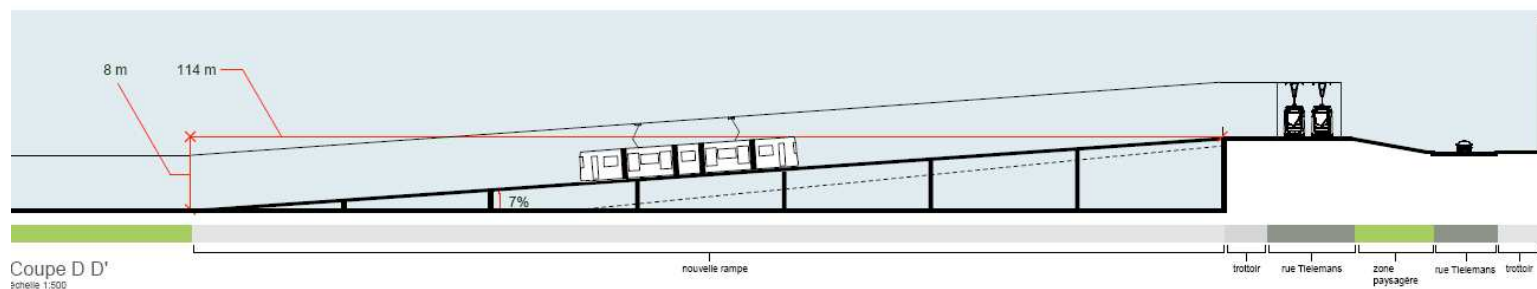 8 m
114 m
7%
nouvelle rampe
trottoir
rue Tielemans
zone
paysagère
rue Tielemans
trottoir
Coupe D D'
échelle 1:500